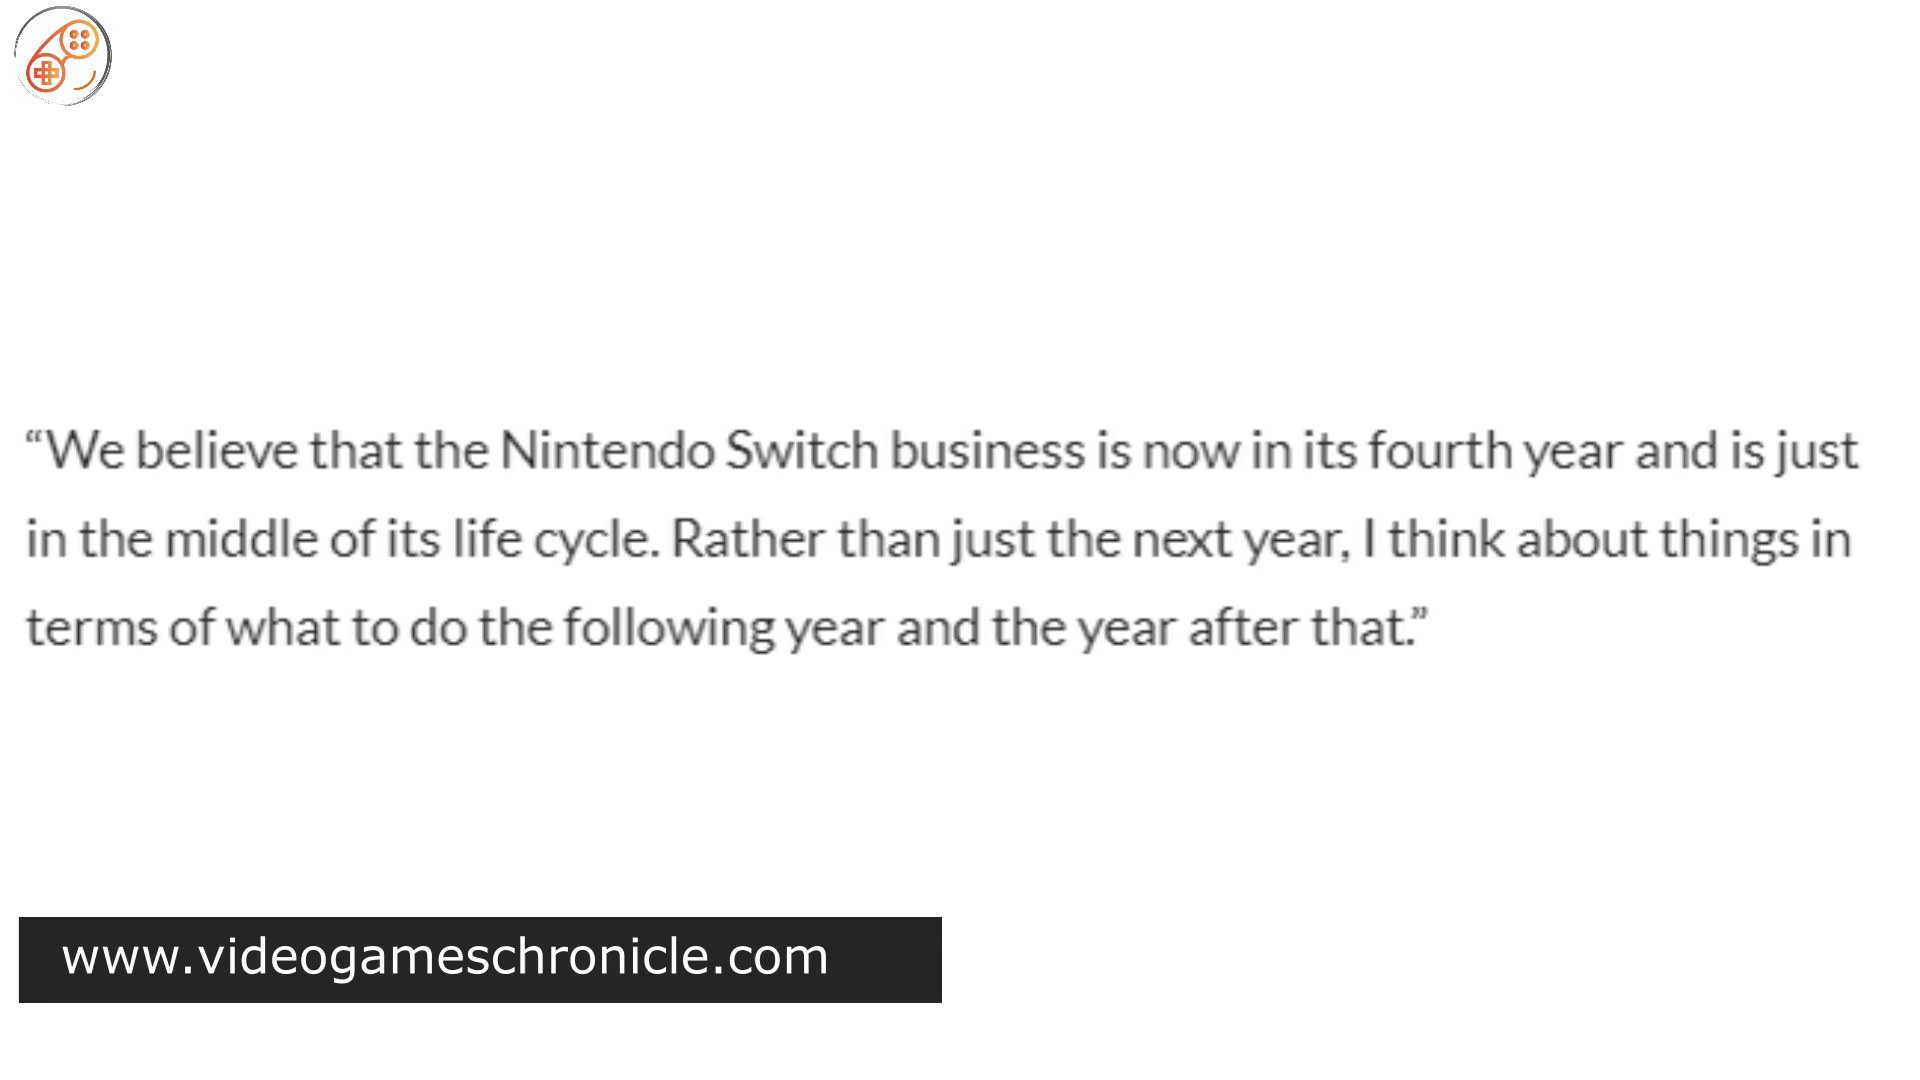 “We believe that the Nintendo Switch business is now in its fourth year and is just
in the middle of its life cycle. Rather than just the next year, I think about things in
terms of what to do the following year and the year after that.”
www.videogameschronicle.com